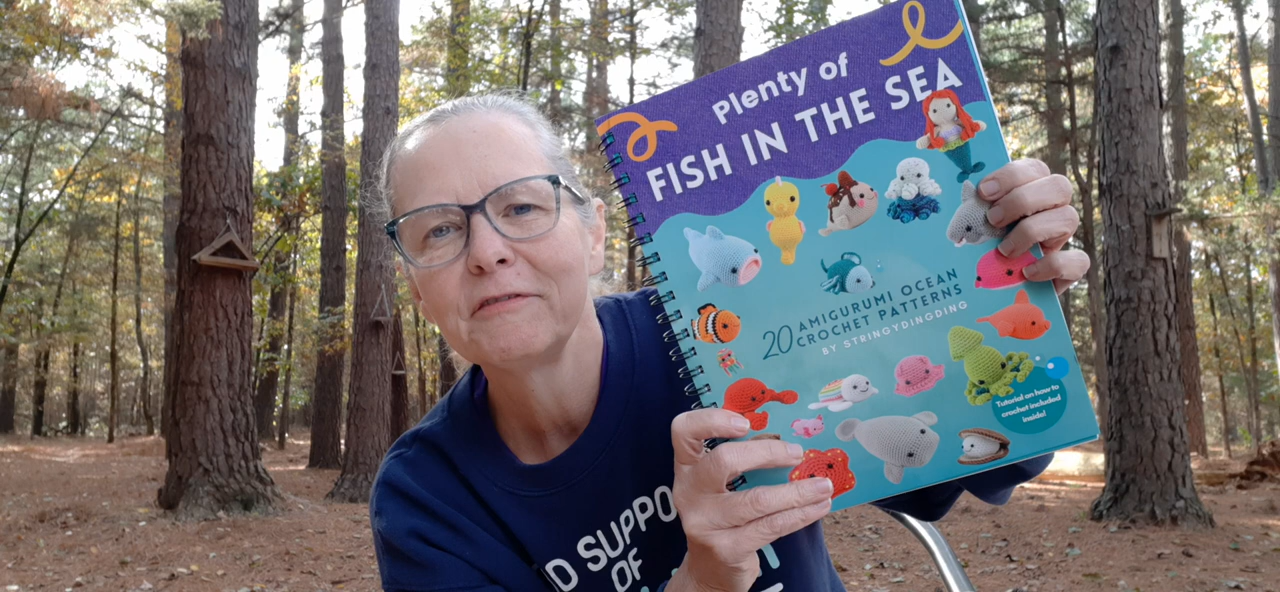 Plenty of
FISH IN THE SEA
20 AMIGURUMI OCEAN
CROCHET PATTERNS
BY STRINGYDINGDING
Tutorial on how to
crochet included
inside!
SUPPO
OF